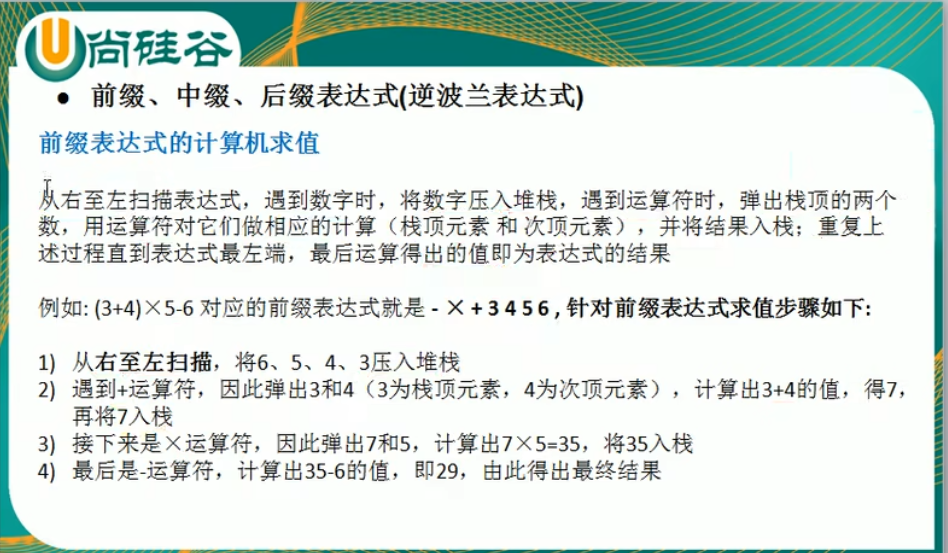 尚硅谷
● 前缀、中缀、后缀表达式(逆波兰表达式)
前缀表达式的计算机求值
从右至左扫描表达式，遇到数字时，将数字压入堆栈，遇到运算符时，弹出栈顶的两个
数，用运算符对它们做相应的计算（栈顶元素 和 次顶元素），并将结果入栈；重复上
述过程直到表达式最左端，最后运算得出的值即为表达式的结果
例如: (3+4)×5-6 对应的前缀表达式就是 - × + 3 4 5 6 , 针对前缀表达式求值步骤如下:
1) 从右至左扫描，将6、5、4、3压入堆栈
2) 遇到+运算符，因此弹出3和4（3为栈顶元素，4为次顶元素），计算出3+4的值，得7，
再将7入栈
3) 接下来是×运算符，因此弹出7和5，计算出7×5=35，将35入栈
4) 最后是-运算符，计算出35-6的值，即29，由此得出最终结果